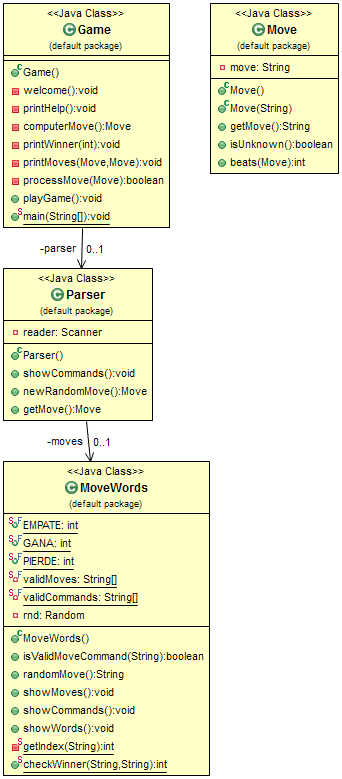 <<Java Class>>
Game
(default package)
Game()
welcome():void
printHelp():void
computerMove():Move
printWinner(int):void
printMoves(Move,Move):void
processMove(Move):boolean
playGame():void
main(String[]):void
-parser 0..1
<<Java Class>>
Parser
(default package)
reader: Scanner
Parser()
showCommands():void
newRandomMove():Move
getMove():Move
-moves 0..1
<<Java Class>>
MoveWords
(default package)
EMPATE: int
GANA: int
PIERDE: int
validMoves: String[]
validCommands: String[]
rnd: Random
MoveWords()
isValidMoveCommand(String):boolean
randomMove():String
showMoves():void
showCommands():void
showWords():void
getIndex(String):int
checkWinner(String,String):int
<<Java Class>>
Move
(default package)
move: String
Move()
Move(String)
getMove():String
isUnknown():boolean
beats(Move):int